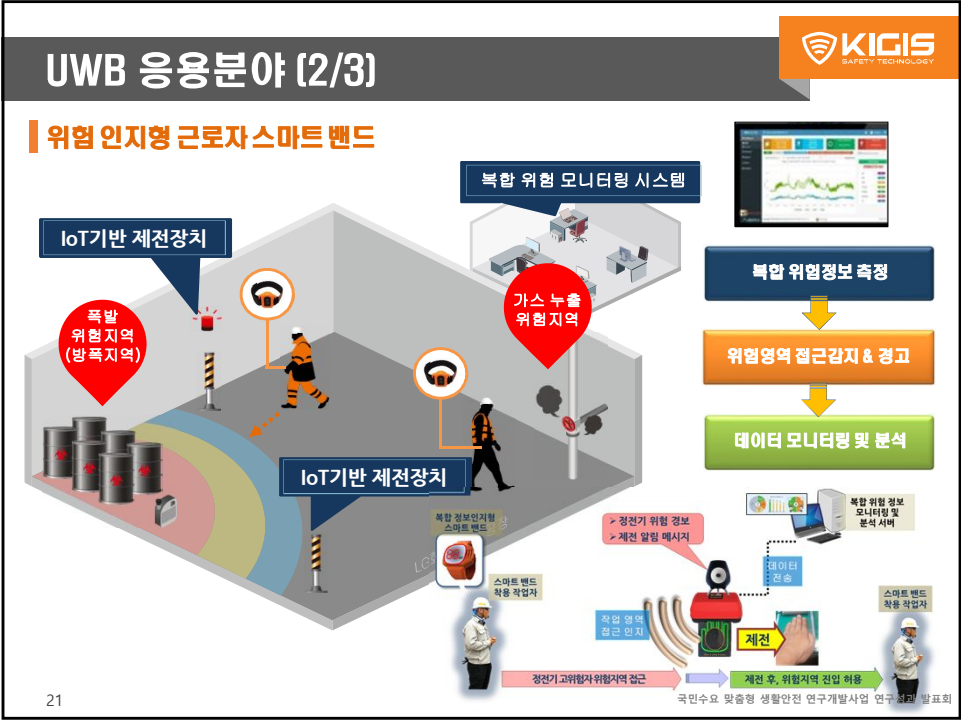 UWB 응용분야 (2/3)
KIGIS
SAFETY TECHNOLOGY
위험 인지형 근로자 스마트 밴드
복합 위험 모니터링 시스템
IoT기반 제전장치
폭발
위험지역
(방폭지역)
가스 누출
위험지역
IoT기반 제전장치
복합 위험정보 측정
위험영역 접근감지 & 경고
데이터 모니터링 및 분석
복합 정보인지형
스마트 밴드
스마트 밴드
착용 작업자
➢ 정전기 위험 경보
➢ 제전 알림 메시지
작업 영역
접근 인지
제전
데이터
전송
복합 위험 정보
모니터링 및
분석 서버
스마트 밴드
착용 작업자
정전기 고위험자 위험지역 접근
제전 후, 위험지역 진입 허용
21
국민수요 맞춤형 생활안전 연구개발사업 연구성과 발표회